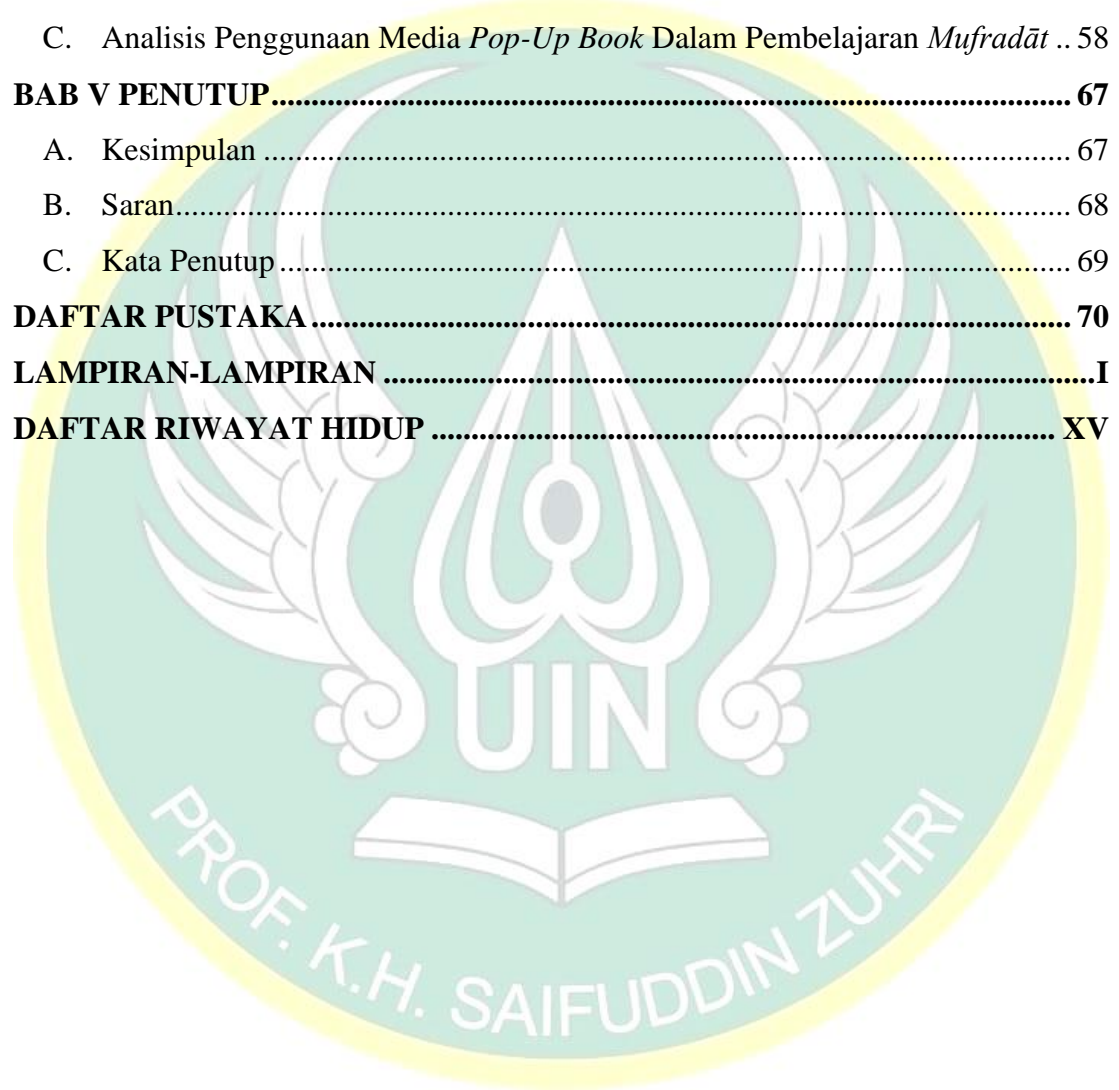 C. Analisis Penggunaan Media Pop-Up Book Dalam Pembelajaran Mufradāt .. 58
BAB V PENUTUP.................................................................................. 67
A. Kesimpulan ................................................................................... 67
B. Saran............................................................................................. 68
C. Kata Penutup ................................................................................. 69
DAFTAR PUSTAKA .............................................................................. 70
LAMPIRAN-LAMPIRAN .........................................................................I
DAFTAR RIWAYAT HIDUP ................................................................. XV
UIN
PROF. K.H. SAIFUDDIN ZUHRI